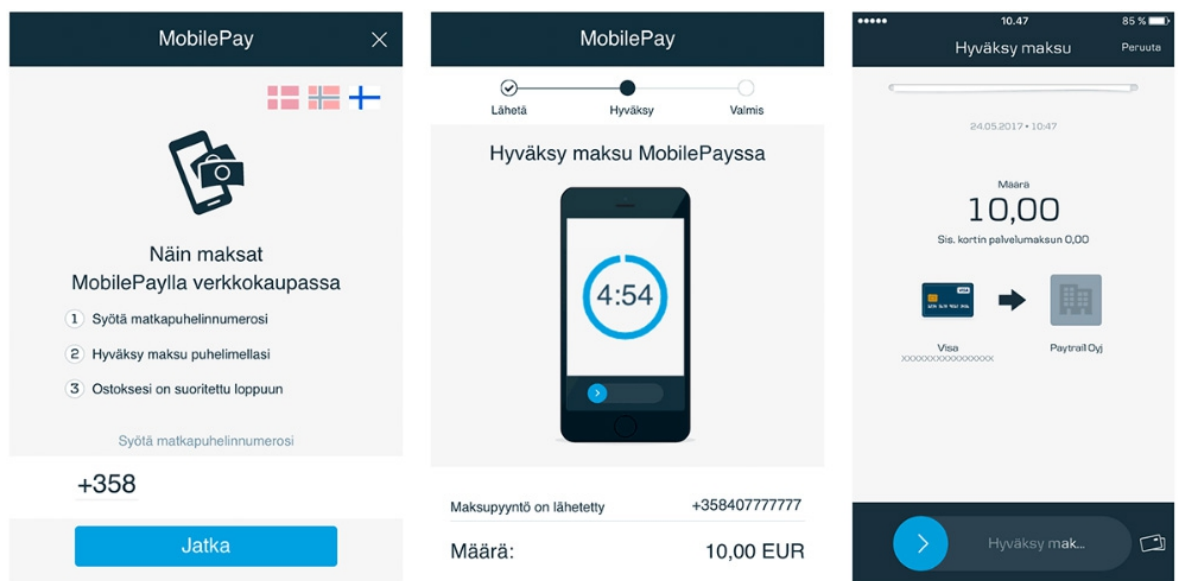 MobilePay
Näin maksat
MobilePaylla verkkokaupassa
1 Syötä matkapuhelinnumerosi
2 Hyväksy maksu puhelimellasi
3 Ostoksesi on suoritettu loppuun
Syötä matkapuhelinnumerosi
+358
Jatka
MobilePay
Lähetä Hyväksy Valmis
Hyväksy maksu MobilePayssa
4:54
Maksupyyntö on lähetetty +358407777777
Määrä: 10,00 EUR
10.47 85 %
Hyväksy maksu Peruuta
24.05.2017 • 10:47
Määrä
10,00
Sis. kortin palvelumaksun 0,00
VISA
Visa Paytrail Oyj
XXXXXXXXXXXXXXXX
Hyväksy mak...